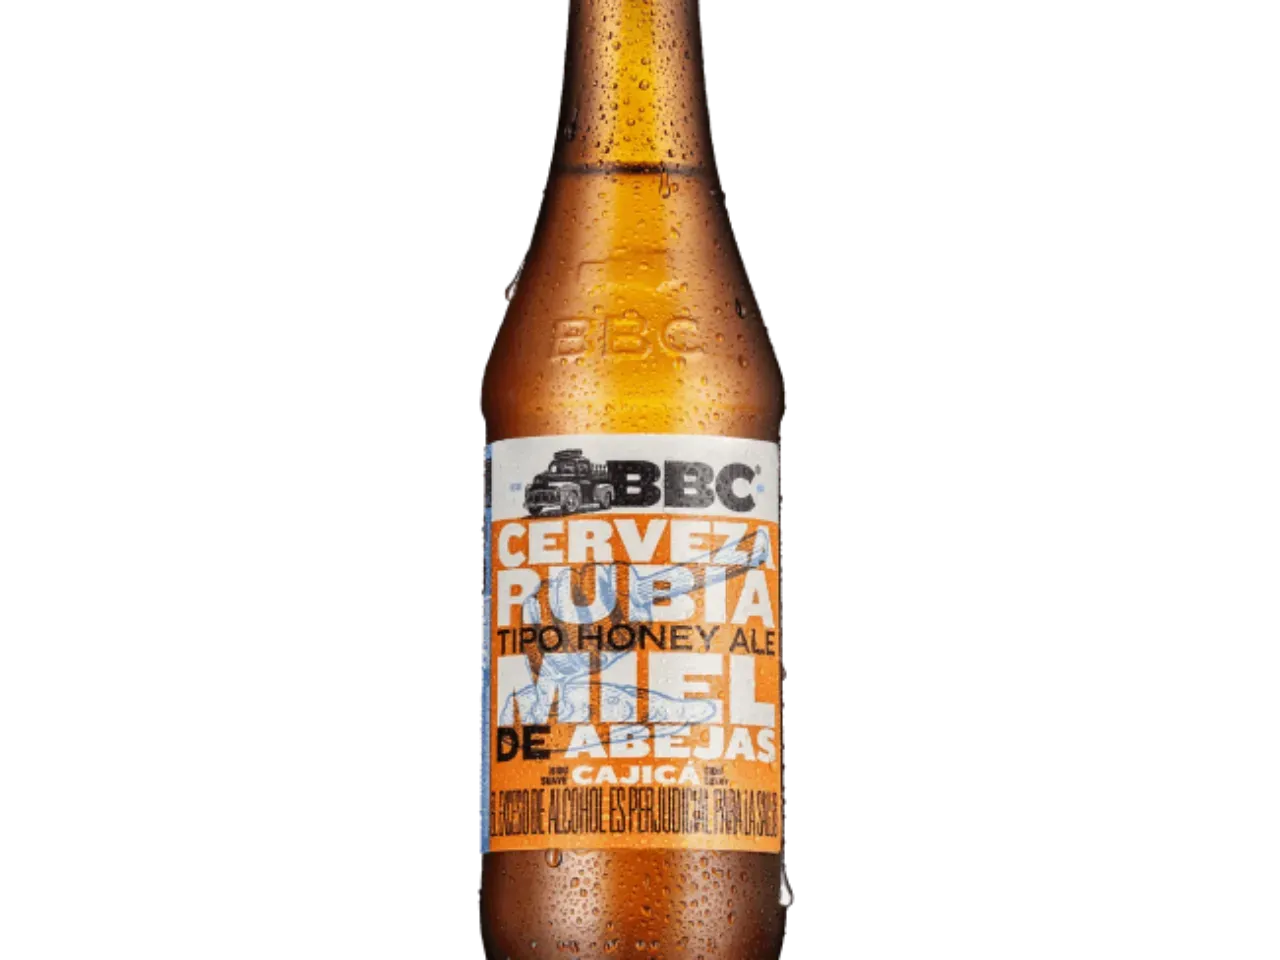 BBC
BBC
CERVEZA
RUBIA
TIPO HONEY ALE
MIEL
DE ABEJAS
CAJICÁ
EL EXCESO DE ALCOHOL ES PERJUDICIAL PARA LA SALUD